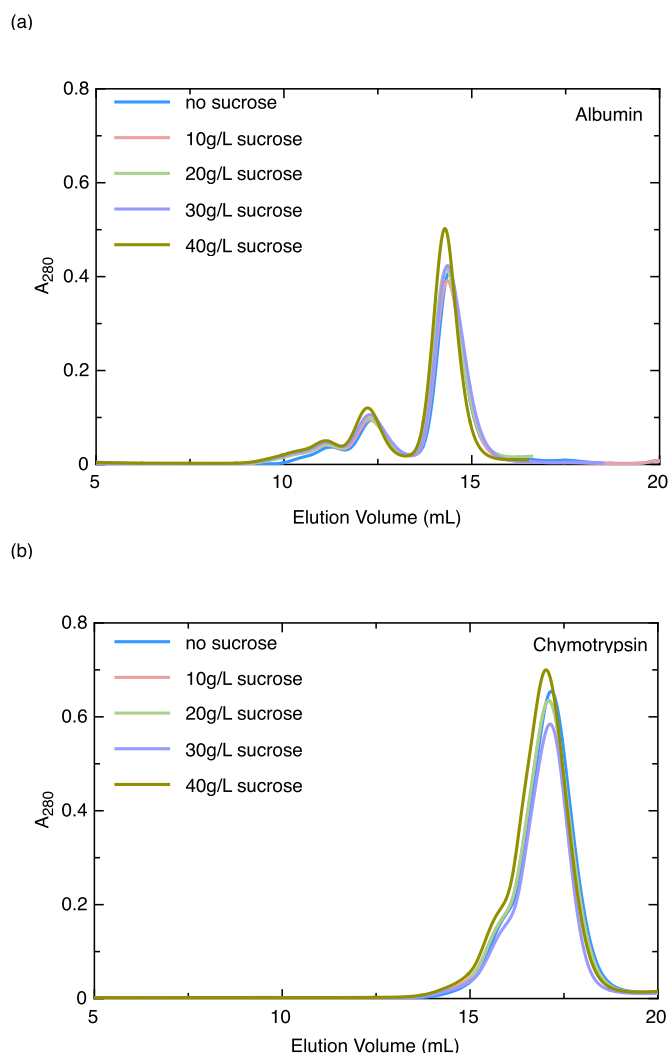 (a)
0.8
no sucrose
Albumin
10g/L sucrose
0.6
20g/L sucrose
30g/L sucrose
40g/L sucrose
0.4
A280
0.2
0
5
10
15
20
Elution Volume (mL)
(b)
0.8
no sucrose
Chymotrypsin
10g/L sucrose
0.6
20g/L sucrose
30g/L sucrose
40g/L sucrose
0.4
A280
0.2
0
5
10
15
20
Elution Volume (mL)